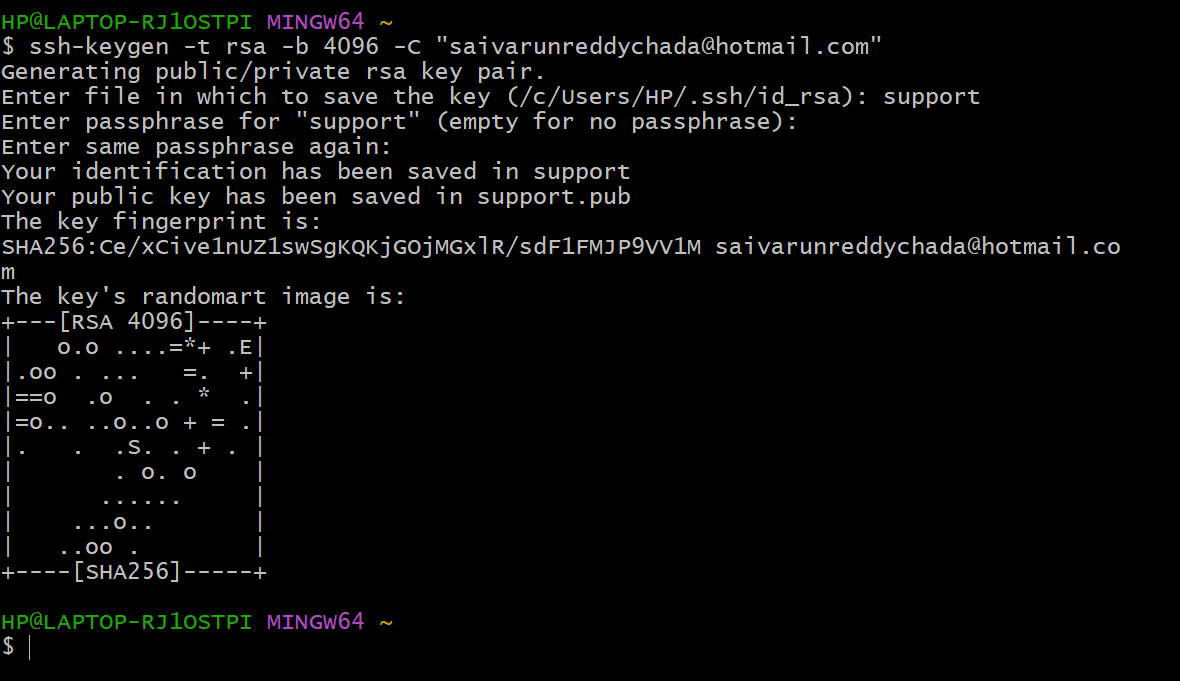 HP@LAPTOP-RJ1OSTPI MINGW64 ~
$ ssh-keygen -t rsa -b 4096 -C "saivarunreddychada@hotmail.com"
Generating public/private rsa key pair.
Enter file in which to save the key (/c/Users/HP/.ssh/id_rsa): support
Enter passphrase for "support" (empty for no passphrase):
Enter same passphrase again:
Your identification has been saved in support
Your public key has been saved in support.pub
The key fingerprint is:
SHA256:Ce/xCive1nUZ1swSgKQKjGOjMGxlR/sdF1FMJP9VV1M saivarunreddychada@hotmail.co
m
The key's randomart image is:
+---[RSA 4096]----+
|   o.o ....=*+ .E|
|.oo . ...   =.  +|
|==o  .o  . . *  .|
|=o.. ..o..o + = .|
|.   .  .S. . + . |
|       . o. o    |
|      ......     |
|    ...o..       |
|   ..oo .        |
+----[SHA256]-----+
HP@LAPTOP-RJ1OSTPI MINGW64 ~
$